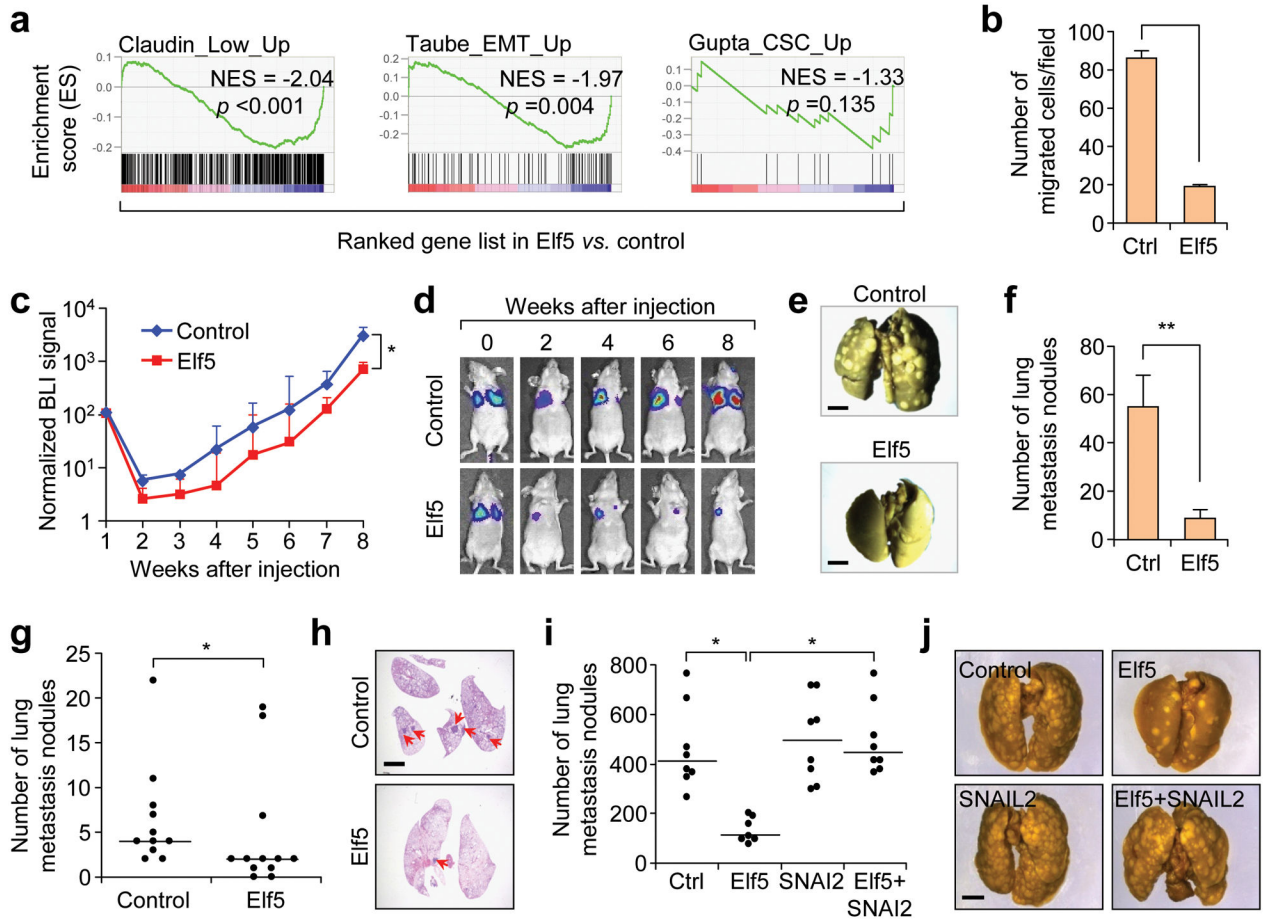 a
Claudin_Low_Up
Taube_EMT_Up
Gupta_CSC_Up
Enrichment
score (ES)
0.1
0.0
-0.1
-0.2
NES = -2.04
p <0.001
0.2
0.1
0.0
-0.1
-0.2
NES = -1.97
p =0.004
0.1
0.0
-0.1
-0.2
-0.3
-0.4
NES = -1.33
p =0.135
Ranked gene list in Elf5 vs. control
b
Number of
migrated cells/field
100
80
60
40
20
0
Ctrl
Elf5
c
Normalized BLI signal
10⁴
10³
10²
10¹
1
Control
Elf5
*
1 2 3 4 5 6 7 8
Weeks after injection
d
Weeks after injection
0 2 4 6 8
Control
Elf5
e
Control
Elf5
f
Number of lung
metastasis nodules
80
60
40
20
0
**
Ctrl
Elf5
g
Number of lung
metastasis nodules
25
20
15
10
5
0
*
Control
Elf5
h
Control
Elf5
i
Number of lung
metastasis nodules
800
600
400
200
0
*
*
Ctrl
Elf5
SNAI2
Elf5+
SNAI2
j
Control
Elf5
SNAIL2
Elf5+SNAIL2